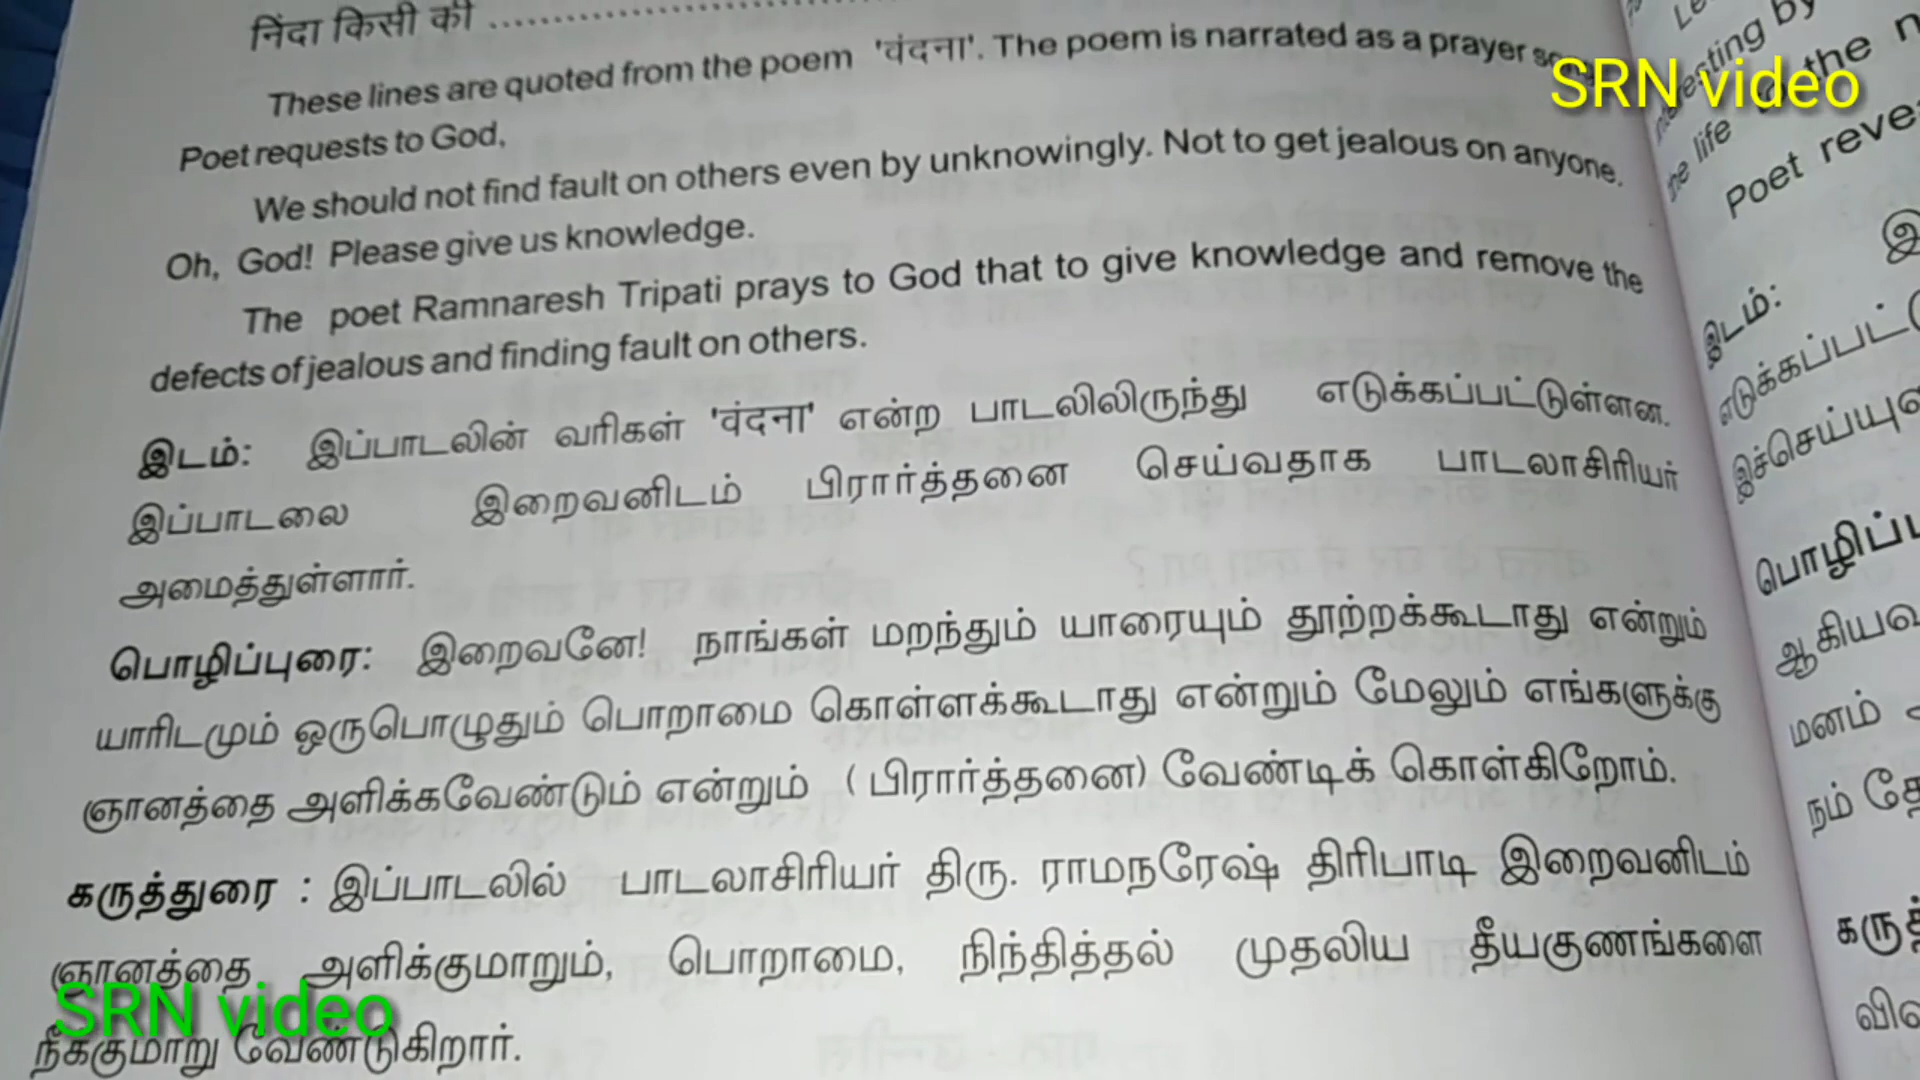 निंदा किसी की ........................
These lines are quoted from the poem 'वंदना'. The poem is narrated as a prayer
Poet requests to God,
We should not find fault on others even by unknowingly. Not to get jealous on anyone.
Oh, God! Please give us knowledge.
The poet Ramnaresh Tripati prays to God that to give knowledge and remove the
defects of jealous and finding fault on others.
இடம்: இப்பாடலின் வரிகள் 'वंदना' என்ற பாடலிலிருந்து எடுக்கப்பட்டுள்ளன.
இப்பாடலை இறைவனிடம் பிரார்த்தனை செய்வதாக பாடலாசிரியர்
அமைத்துள்ளார்.
பொழிப்புரை: இறைவனே! நாங்கள் மறந்தும் யாரையும் தூற்றக்கூடாது என்றும்
யாரிடமும் ஒருபொழுதும் பொறாமை கொள்ளக்கூடாது என்றும் மேலும் எங்களுக்கு
ஞானத்தை அளிக்கவேண்டும் என்றும் ( பிரார்த்தனை) வேண்டிக் கொள்கிறோம்.
கருத்துரை : இப்பாடலில் பாடலாசிரியர் திரு. ராமநரேஷ் திரிபாடி இறைவனிடம்
ஞானத்தை அளிக்குமாறும், பொறாமை, நிந்தித்தல் முதலிய தீயகுணங்களை
நீக்குமாறு வேண்டுகிறார்.
SRN video
SRN video
the life
Poet
இடம்:
மனம்
நம்